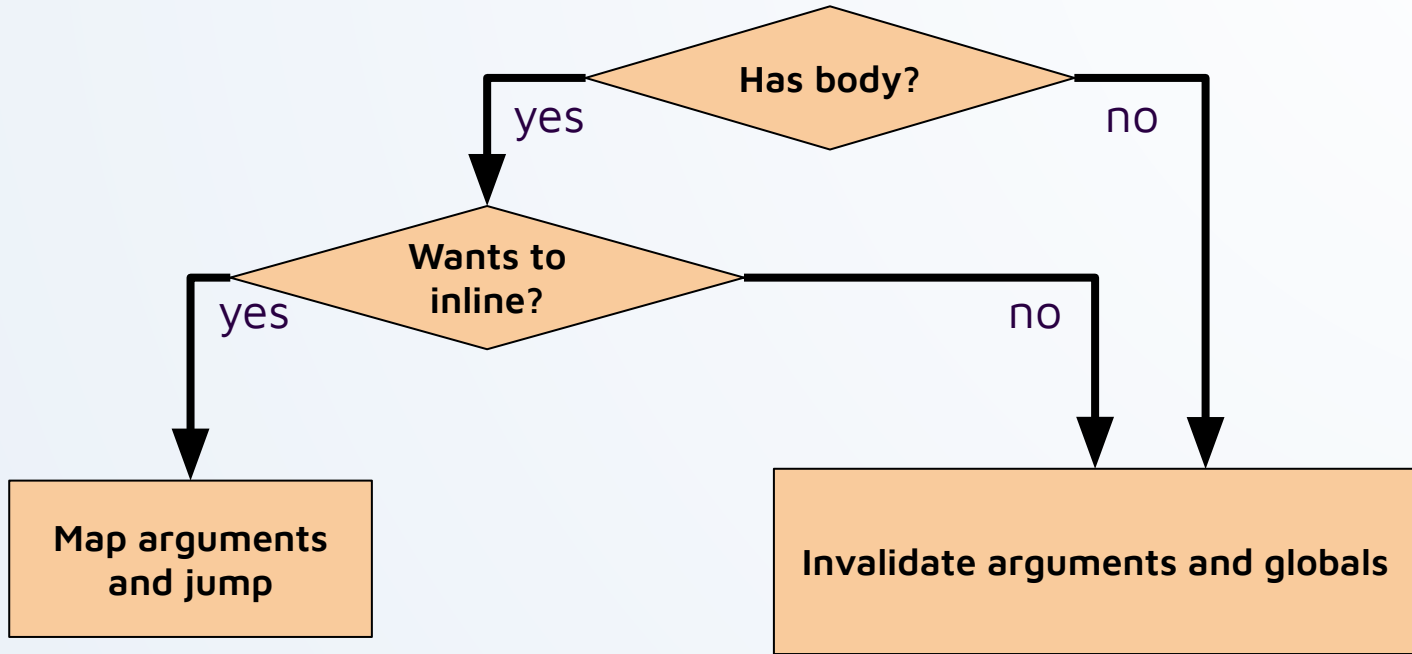 Has body?
yes
no
Wants to
inline?
yes
no
Map arguments
and jump
Invalidate arguments and globals